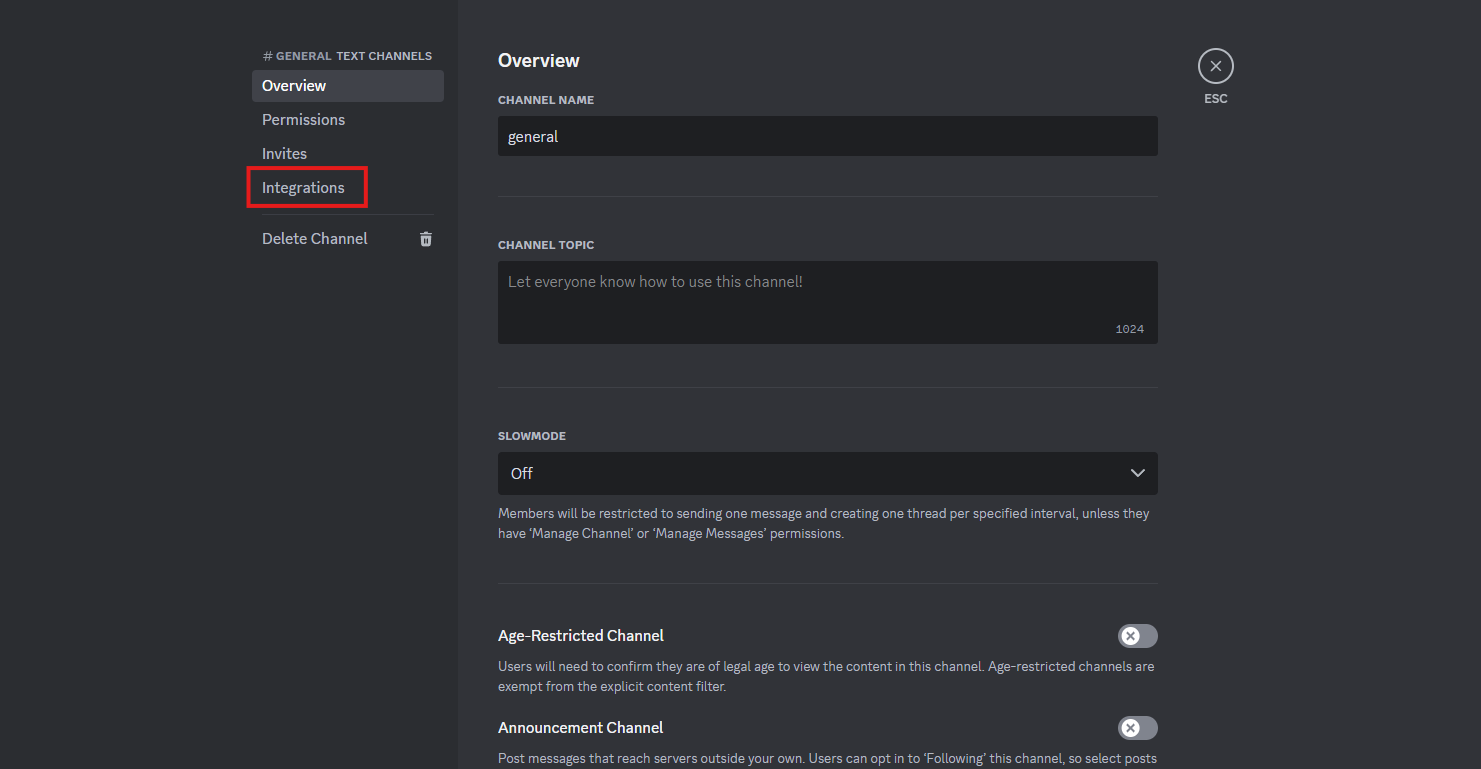 # GENERAL TEXT CHANNELS
Overview
Permissions
Invites
Integrations
Delete Channel
Overview
ESC
CHANNEL NAME
general
CHANNEL TOPIC
Let everyone know how to use this channel!
1024
SLOWMODE
Off
Members will be restricted to sending one message and creating one thread per specified interval, unless they
have ‘Manage Channel’ or ‘Manage Messages’ permissions.
Age-Restricted Channel
Users will need to confirm they are of legal age to view the content in this channel. Age-restricted channels are
exempt from the explicit content filter.
Announcement Channel
Post messages that reach servers outside your own. Users can opt in to ‘Following’ this channel, so select posts